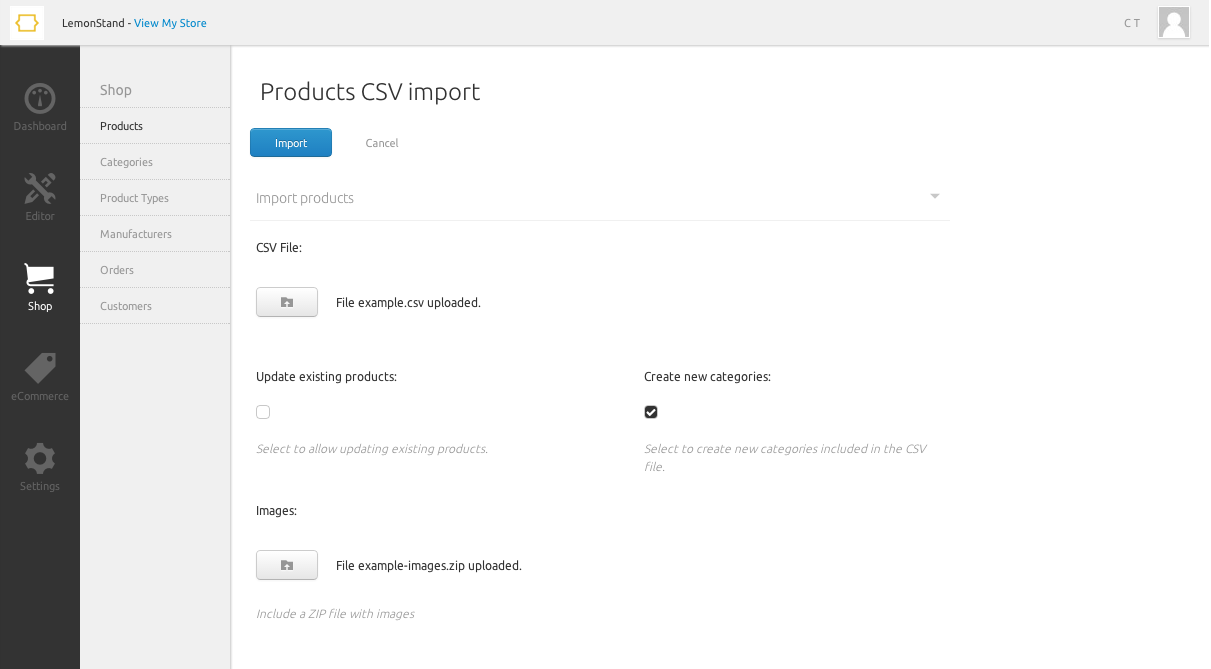 LemonStand - View My Store
C T
Dashboard
Editor
Shop
eCommerce
Settings
Shop
Products
Categories
Product Types
Manufacturers
Orders
Customers
Products CSV import
Import
Cancel
Import products
CSV File:
File example.csv uploaded.
Update existing products:
Select to allow updating existing products.
Create new categories:
Select to create new categories included in the CSV
file.
Images:
File example-images.zip uploaded.
Include a ZIP file with images